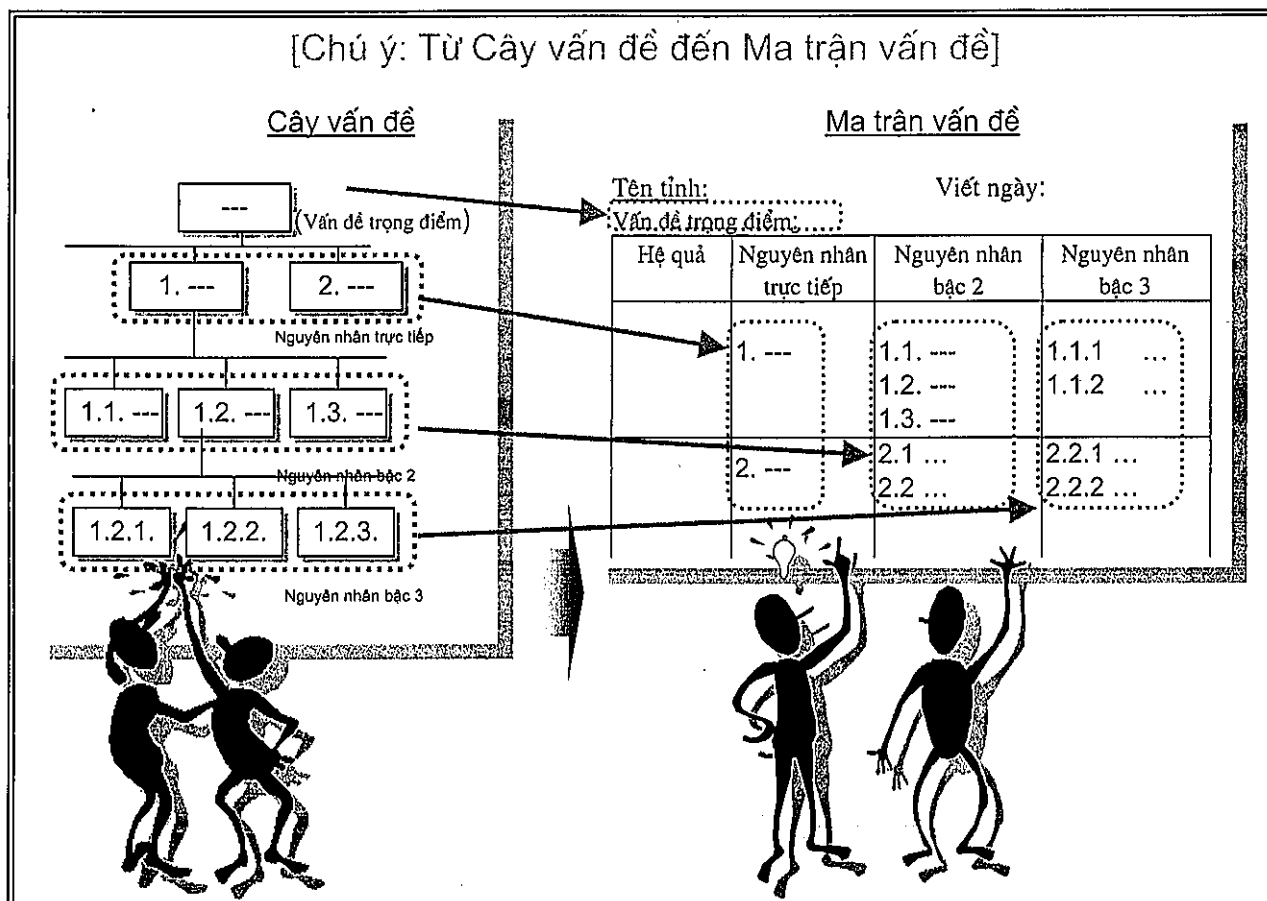 [Chú ý: Từ Cây vấn đề đến Ma trận vấn đề]
Cây vấn đề
---
(Vấn đề trọng điểm)
1. ---
2. ---
Nguyên nhân trực tiếp
1.1. ---
1.2. ---
1.3. ---
Nguyên nhân bậc 2
1.2.1.
1.2.2.
1.2.3.
Nguyên nhân bậc 3
Ma trận vấn đề
Tên tỉnh:
Viết ngày:
Vấn đề trọng điểm:
Hệ quả
Nguyên nhân
trực tiếp
Nguyên nhân
bậc 2
Nguyên nhân
bậc 3
1. ---
1.1. ---
1.1.1 ...
1.2. ---
1.1.2 ...
1.3. ---
2. ---
2.1 ...
2.2.1 ...
2.2 ...
2.2.2 ...